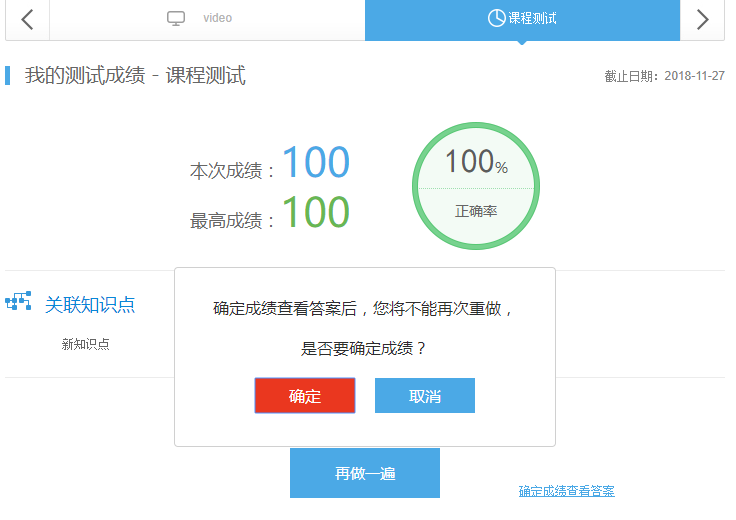 video
课程测试
我的测试成绩 - 课程测试
截止日期：2018-11-27
本次成绩：100
最高成绩：100
100%
正确率
关联知识点
新知识点
确定成绩查看答案后，您将不能再次重做，
是否要确定成绩？
确定
取消
再做一遍
确定成绩查看答案